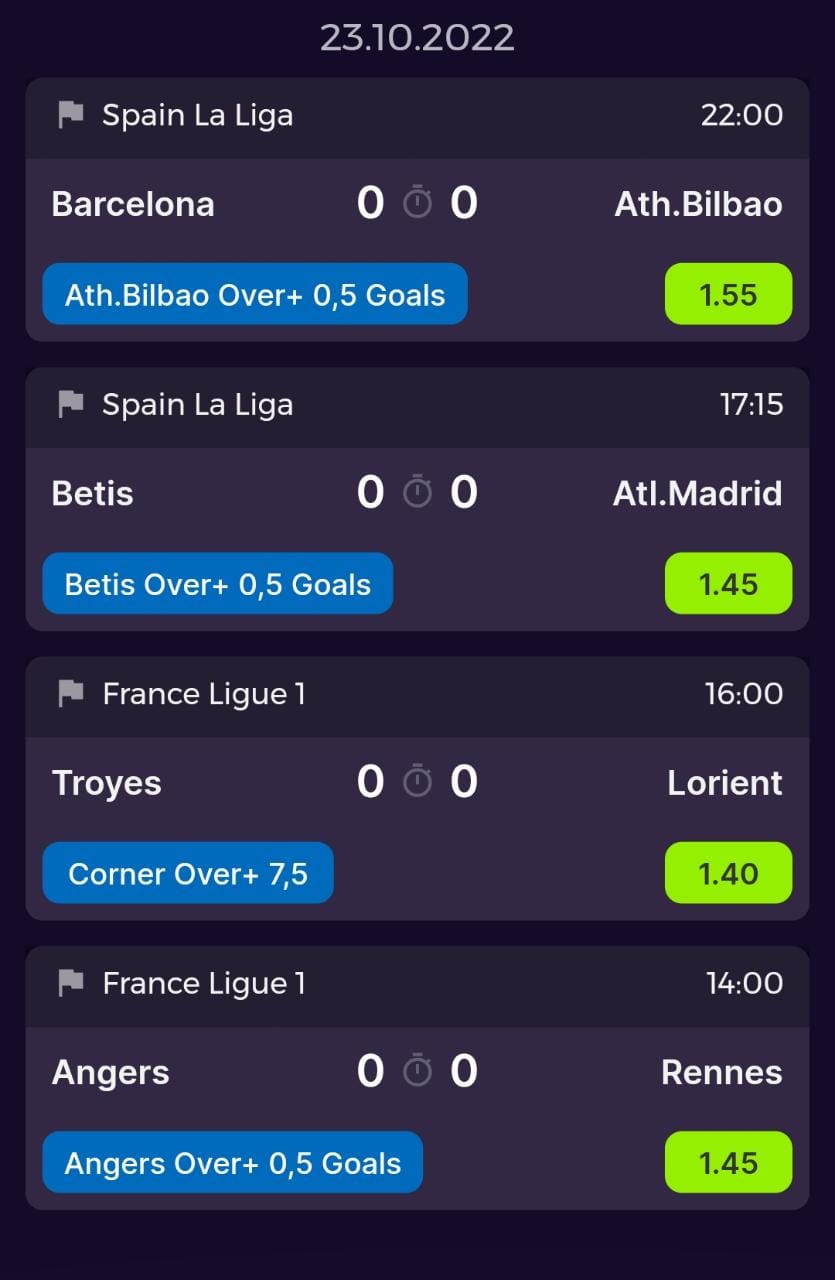 23.10.2022
Spain La Liga 22:00
Barcelona 0 0 Ath.Bilbao
Ath.Bilbao Over+ 0,5 Goals 1.55
Spain La Liga 17:15
Betis 0 0 Atl.Madrid
Betis Over+ 0,5 Goals 1.45
France Ligue 1 16:00
Troyes 0 0 Lorient
Corner Over+ 7,5 1.40
France Ligue 1 14:00
Angers 0 0 Rennes
Angers Over+ 0,5 Goals 1.45